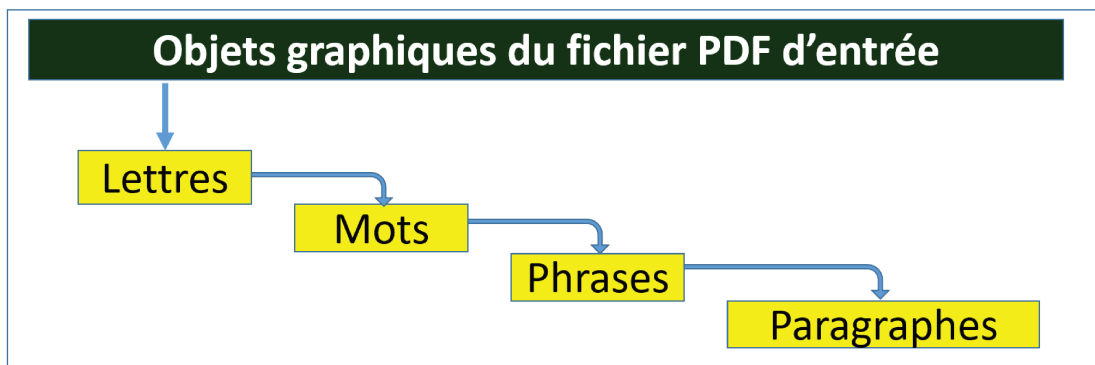 Objets graphiques du fichier PDF d’entrée
Lettres
Mots
Phrases
Paragraphes